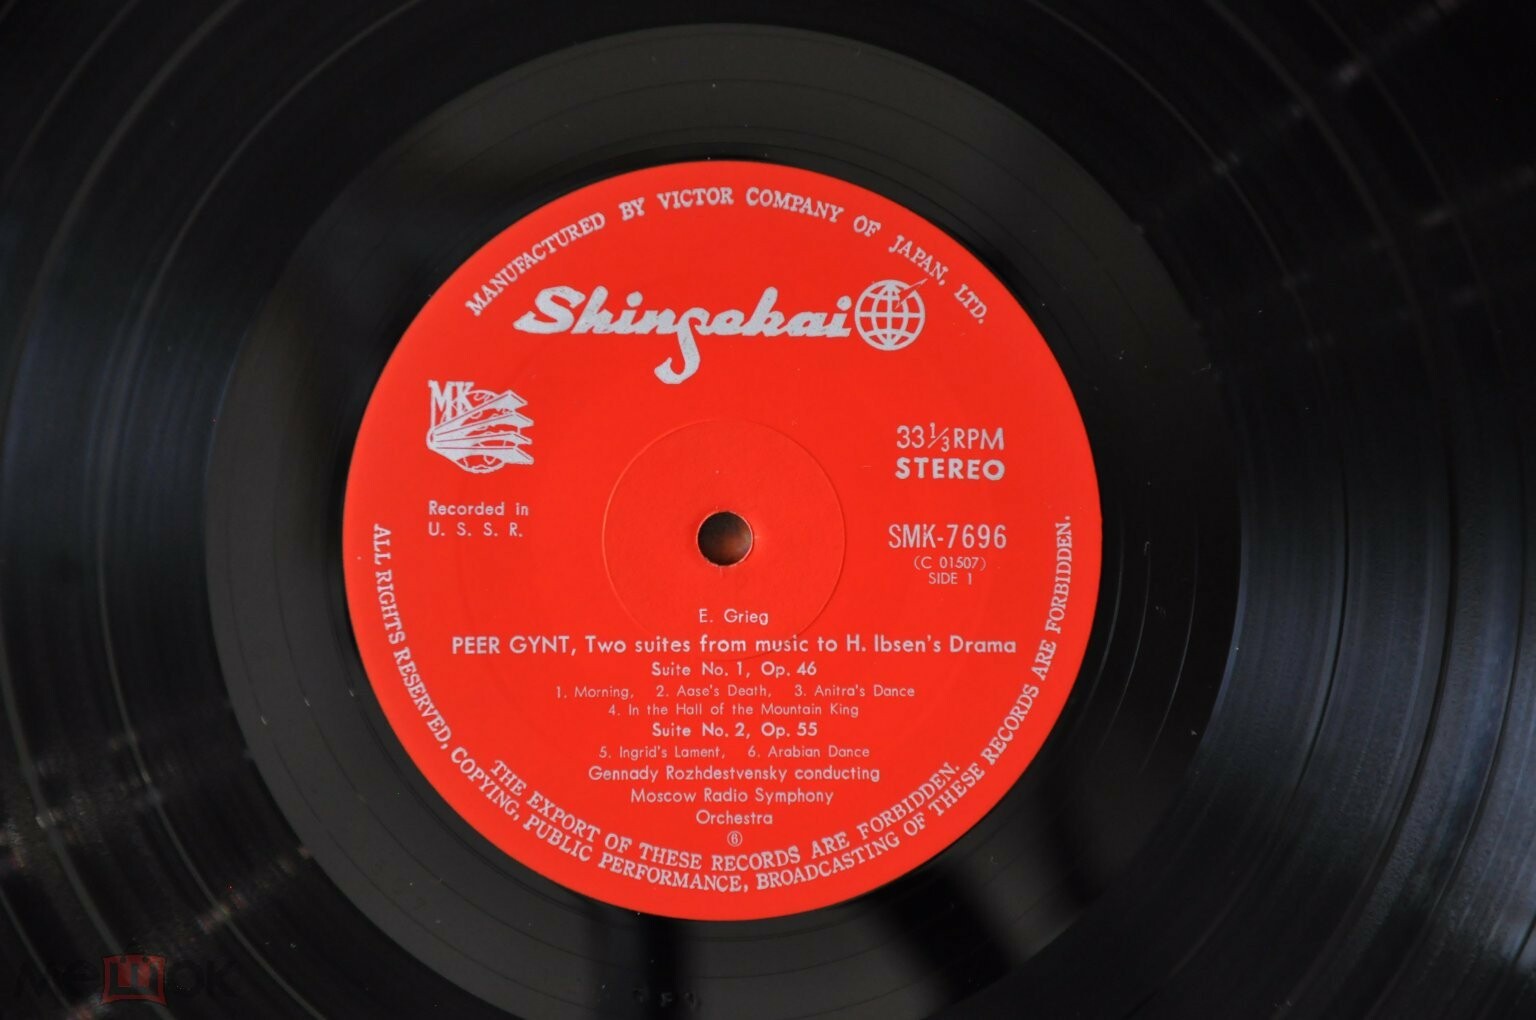 MANUFACTURED BY VICTOR COMPANY OF JAPAN, LTD.
Shinsekai
MK
33⅓RPM
STEREO
Recorded in
U. S. S. R.
SMK-7696
(C 01507)
SIDE 1
E. Grieg
PEER GYNT, Two suites from music to H. Ibsen's Drama
Suite No. 1, Op. 46
1. Morning, 2. Aase's Death, 3. Anitra's Dance
4. In the Hall of the Mountain King
Suite No. 2, Op. 55
5. Ingrid's Lament, 6. Arabian Dance
Gennady Rozhdestvensky conducting
Moscow Radio Symphony
Orchestra
⑥
THE EXPORT OF THESE RECORDS ARE FORBIDDEN.
ALL RIGHTS RESERVED, COPYING, PUBLIC PERFORMANCE, BROADCASTING OF THESE RECORDS ARE FORBIDDEN.
мешок